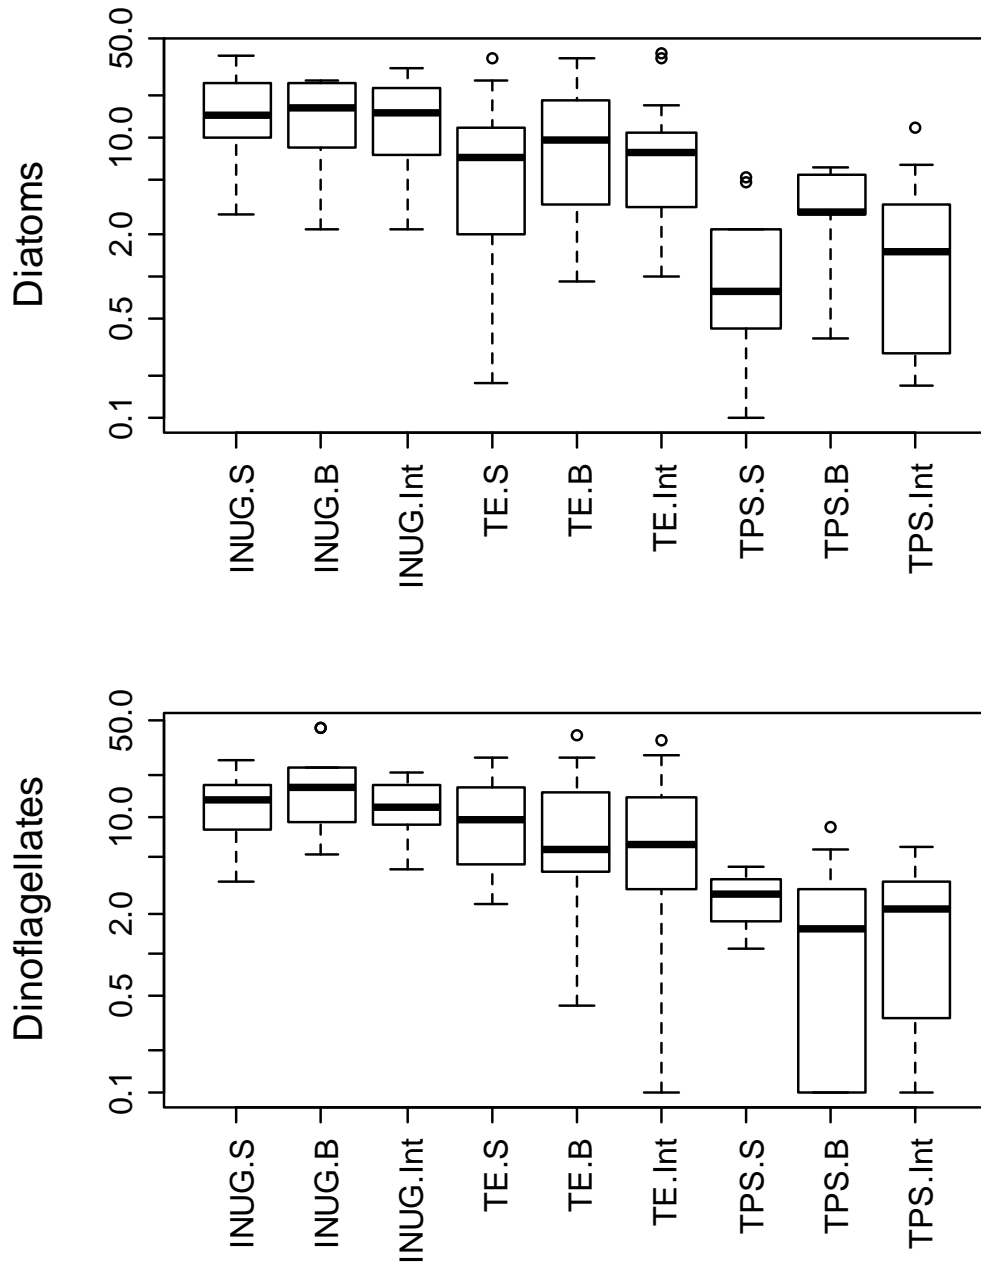 Diatoms
50.0
10.0
2.0
0.5
0.1
INUG.S
INUG.B
INUG.Int
TE.S
TE.B
TE.Int
TPS.S
TPS.B
TPS.Int
Dinoflagellates
50.0
10.0
2.0
0.5
0.1
INUG.S
INUG.B
INUG.Int
TE.S
TE.B
TE.Int
TPS.S
TPS.B
TPS.Int